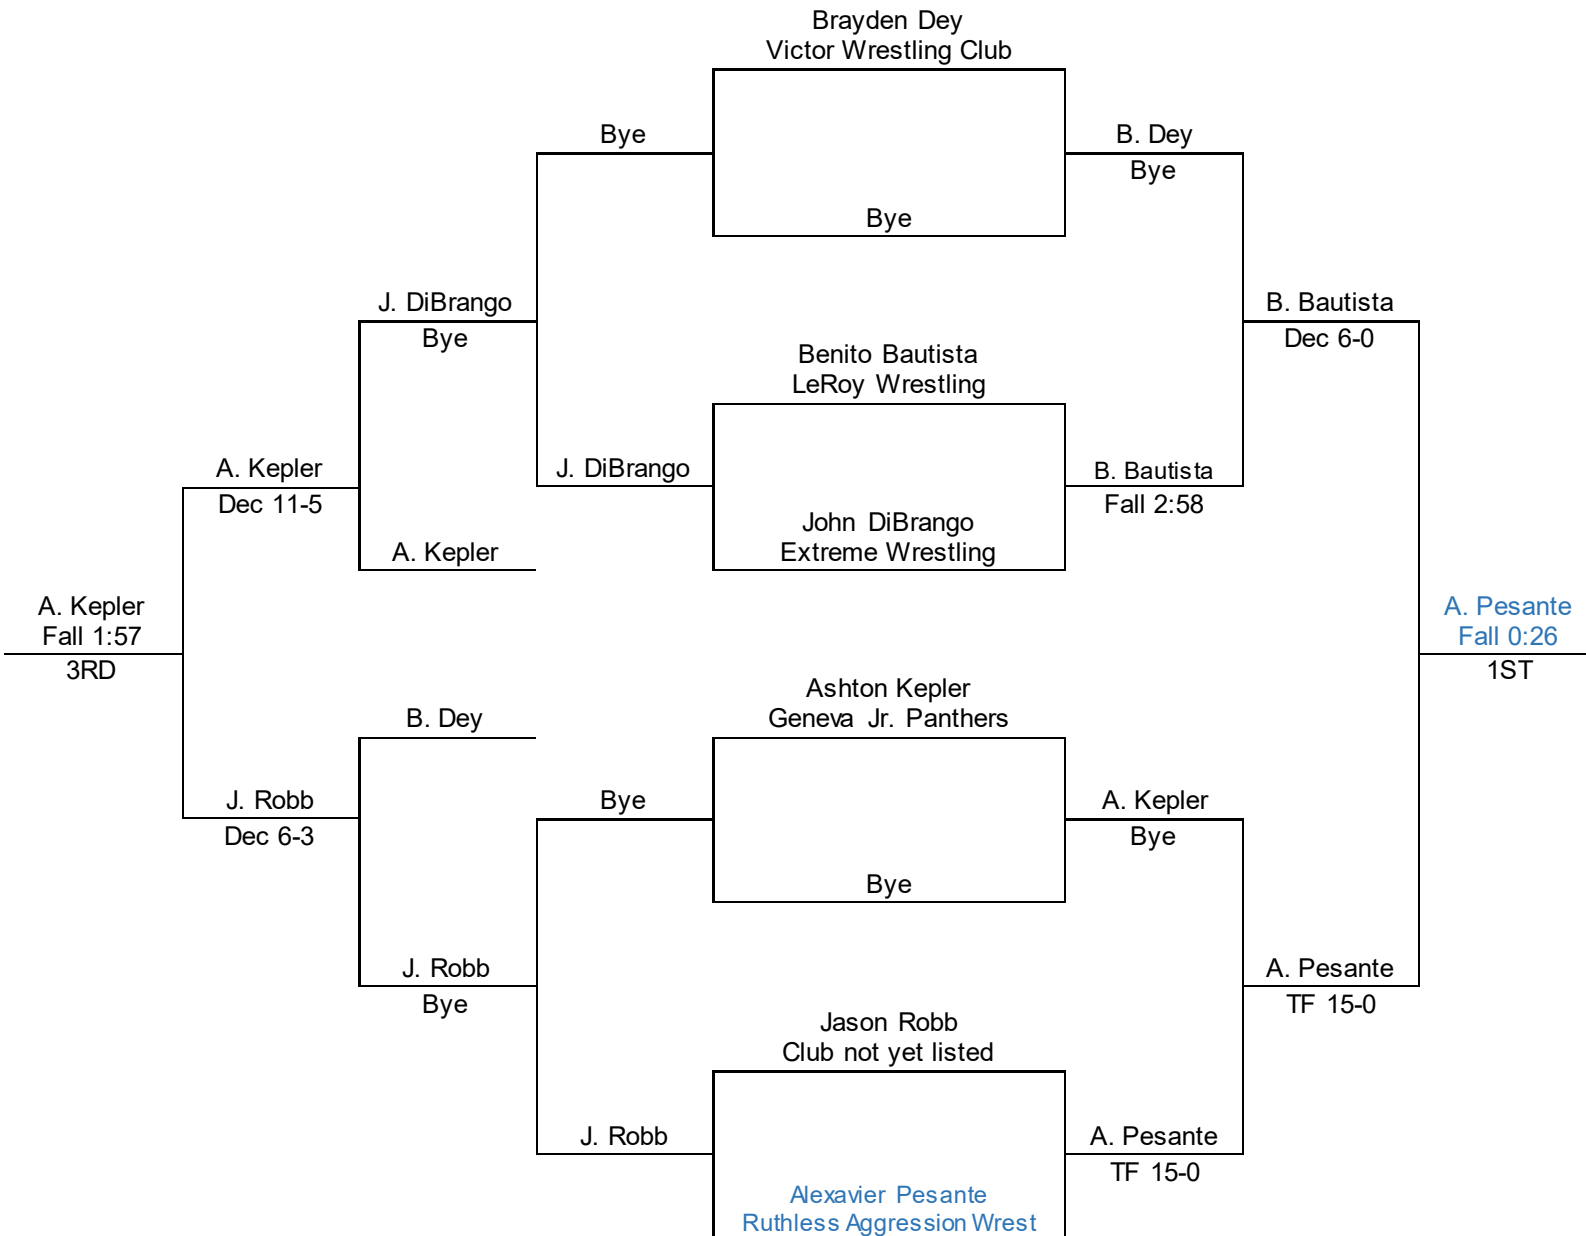 Brayden Dey
Victor Wrestling Club
Bye
B. Dey
Bye
Bye
J. DiBrango
Bye
B. Bautista
Dec 6-0
Benito Bautista
LeRoy Wrestling
A. Kepler
Dec 11-5
J. DiBrango
B. Bautista
Fall 2:58
John DiBrango
Extreme Wrestling
A. Kepler
A. Kepler
Fall 1:57
3RD
A. Pesante
Fall 0:26
1ST
Ashton Kepler
Geneva Jr. Panthers
B. Dey
J. Robb
Dec 6-3
Bye
A. Kepler
Bye
Bye
J. Robb
Bye
A. Pesante
TF 15-0
Jason Robb
Club not yet listed
J. Robb
A. Pesante
TF 15-0
Alexavier Pesante
Ruthless Aggression Wrest